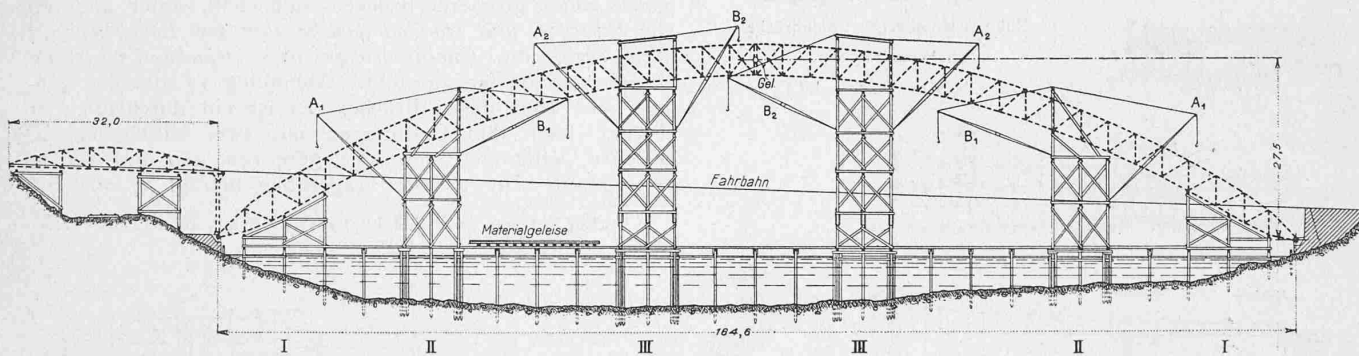 B₂
A₂
A₂
Gel.
B₂
A₁
B₁
B₁
A₁
32,0
27,5
Fahrbahn
Materialgeleise
164,6
I II III III II I